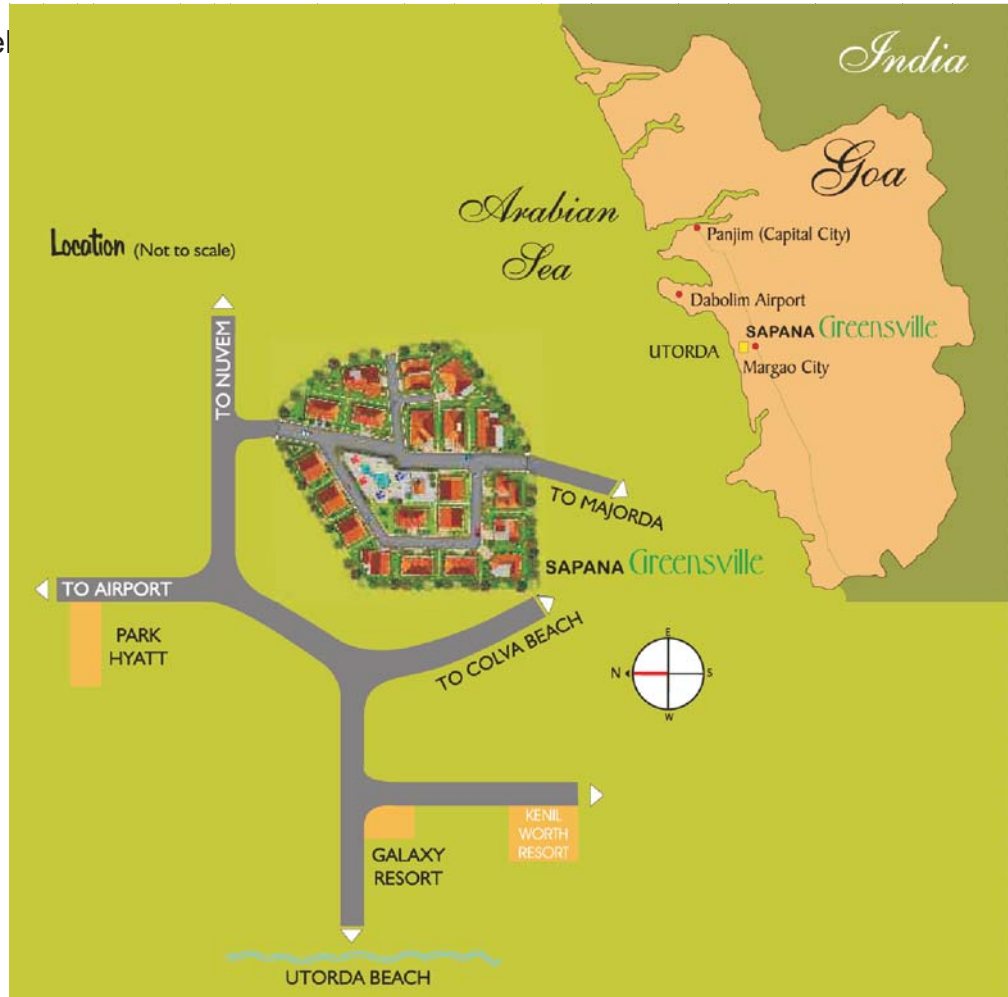 el
India
Goa
Arabian
Sea
Panjim (Capital City)
Dabolim Airport
SAPANA Greensville
UTORDA
Margao City
Location (Not to scale)
TO NUVEM
TO MAJORDA
SAPANA Greensville
TO AIRPORT
TO COLVA BEACH
PARK
HYATT
E
N
S
W
KENIL
WORTH
RESORT
GALAXY
RESORT
UTORDA BEACH